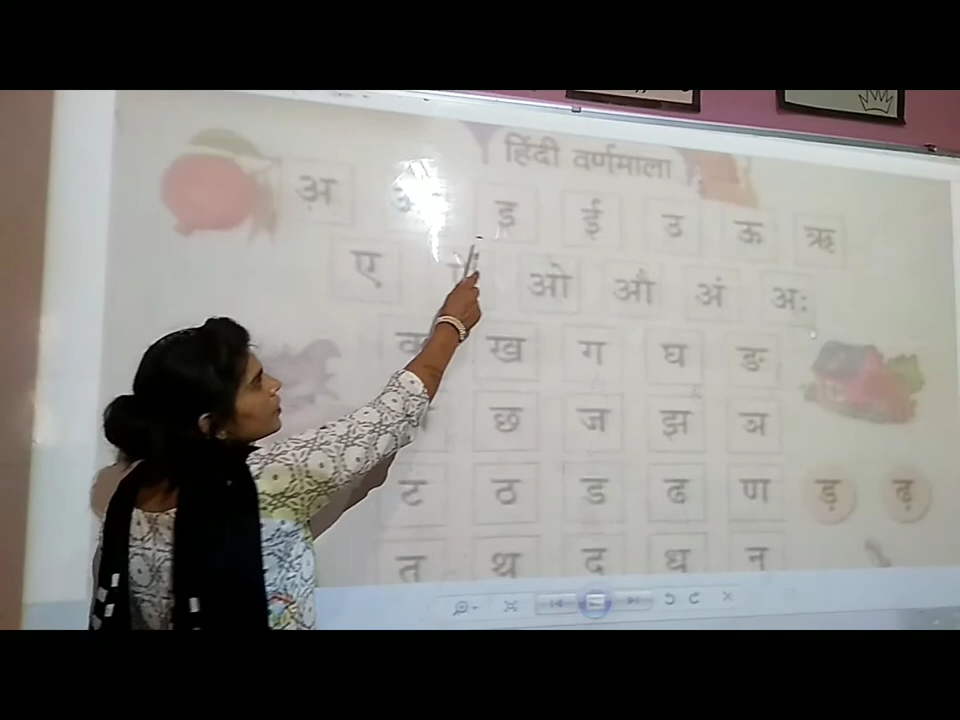 हिंदी वर्णमाला
अ इ ई उ ऊ ऋ
ए ओ औ अं अः
क ख ग घ ङ
छ ज झ ञ
ट ठ ड ढ ण ड़ ढ़
त थ द ध न